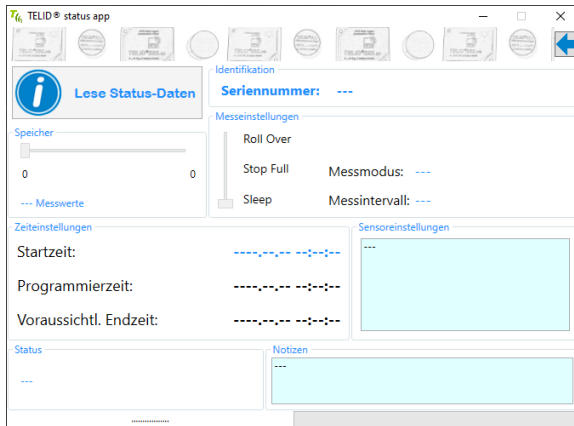 TELID® status app
Lese Status-Daten
Identifikation
Seriennummer: ---
Speicher
0 0
--- Messwerte
Messeinstellungen
Roll Over
Stop Full
Sleep
Messmodus: ---
Messintervall: ---
Zeiteinstellungen
Startzeit: ----.--.-- --:--:--
Programmierzeit: ----.--.-- --:--:--
Voraussichtl. Endzeit: ----.--.-- --:--:--
Sensoreinstellungen
---
Status
---
Notizen
---